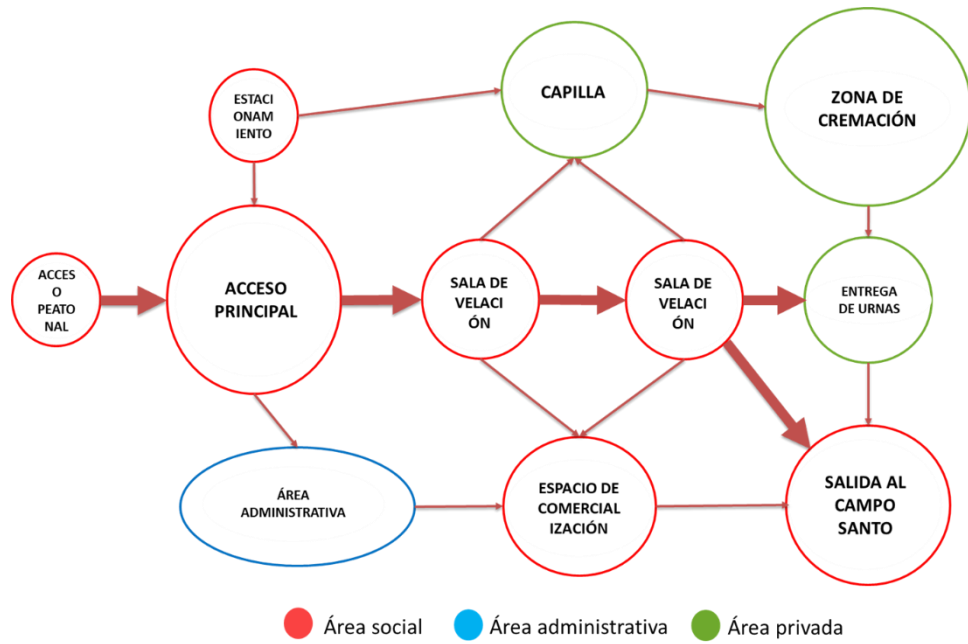 ESTACI
ONAM
IENTO
CAPILLA
ZONA DE
CREMACIÓN
ACCES
O
PEATO
NAL
ACCESO
PRINCIPAL
SALA DE
VELACI
ÓN
SALA DE
VELACI
ÓN
ENTREGA
DE URNAS
ÁREA
ADMINISTRATIVA
ESPACIO DE
COMERCIAL
IZACIÓN
SALIDA AL
CAMPO
SANTO
Área social
Área administrativa
Área privada